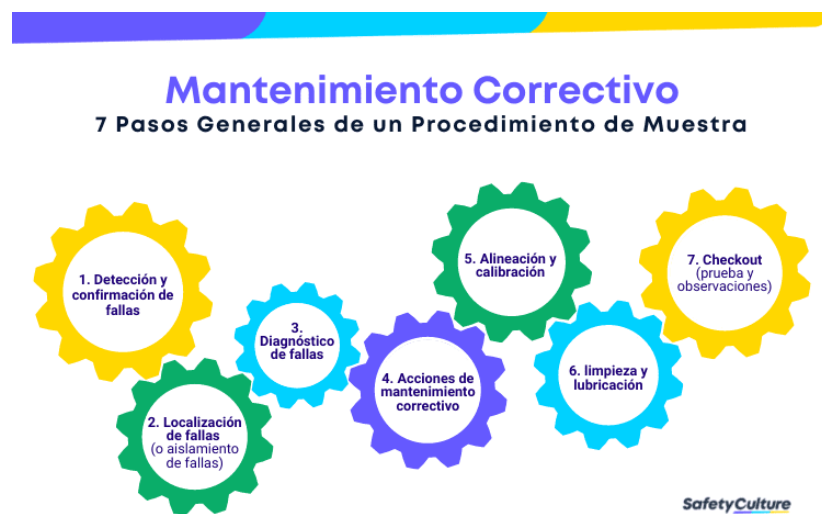 Mantenimiento Correctivo
7 Pasos Generales de un Procedimiento de Muestra
1. Detección y
confirmación de
fallas
2. Localización
de fallas
(o aislamiento
de fallas)
3.
Diagnóstico
de fallas
4. Acciones de
mantenimiento
correctivo
5. Alineación y
calibración
6. limpieza y
lubricación
7. Checkout
(prueba y
observaciones)
SafetyCulture